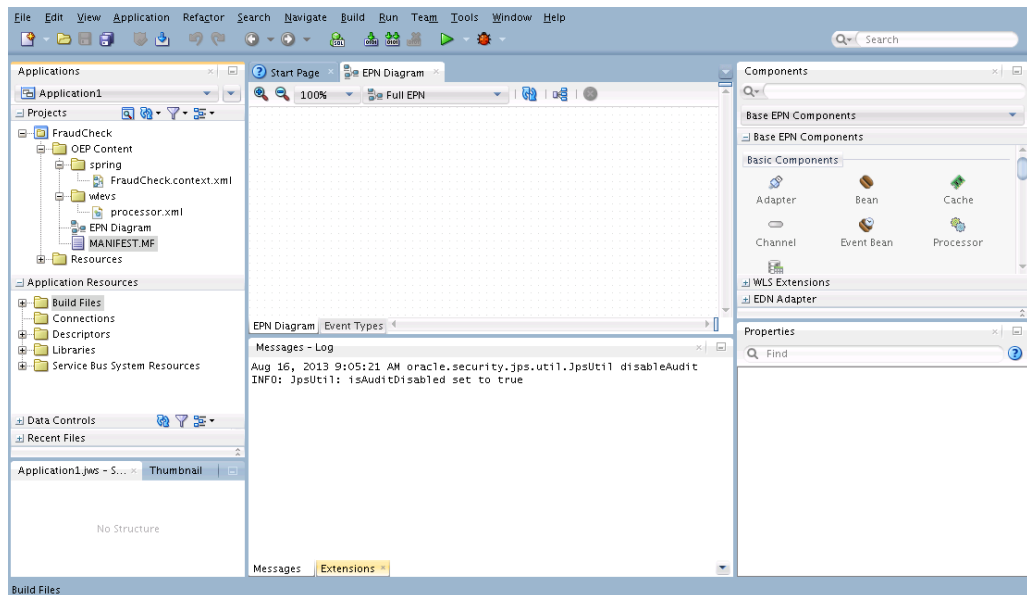 File Edit View Application Refactor Search Navigate Build Run Team Tools Window Help
Search
Applications
Application1
Projects
FraudCheck
OEP Content
spring
FraudCheck.context.xml
wlevs
processor.xml
EPN Diagram
MANIFEST.MF
Resources
Application Resources
Build Files
Connections
Descriptors
Libraries
Service Bus System Resources
Data Controls
Recent Files
Application1.jws - S... Thumbnail
No Structure
Start Page EPN Diagram
100% Full EPN
EPN Diagram Event Types
Messages - Log
Aug 16, 2013 9:05:21 AM oracle.security.jps.util.JpsUtil disableAudit
INFO: JpsUtil: isAuditDisabled set to true
Messages Extensions
Components
Base EPN Components
Base EPN Components
Basic Components
Adapter Bean Cache
Channel Event Bean Processor
WLS Extensions
EDN Adapter
Properties
Find
Build Files